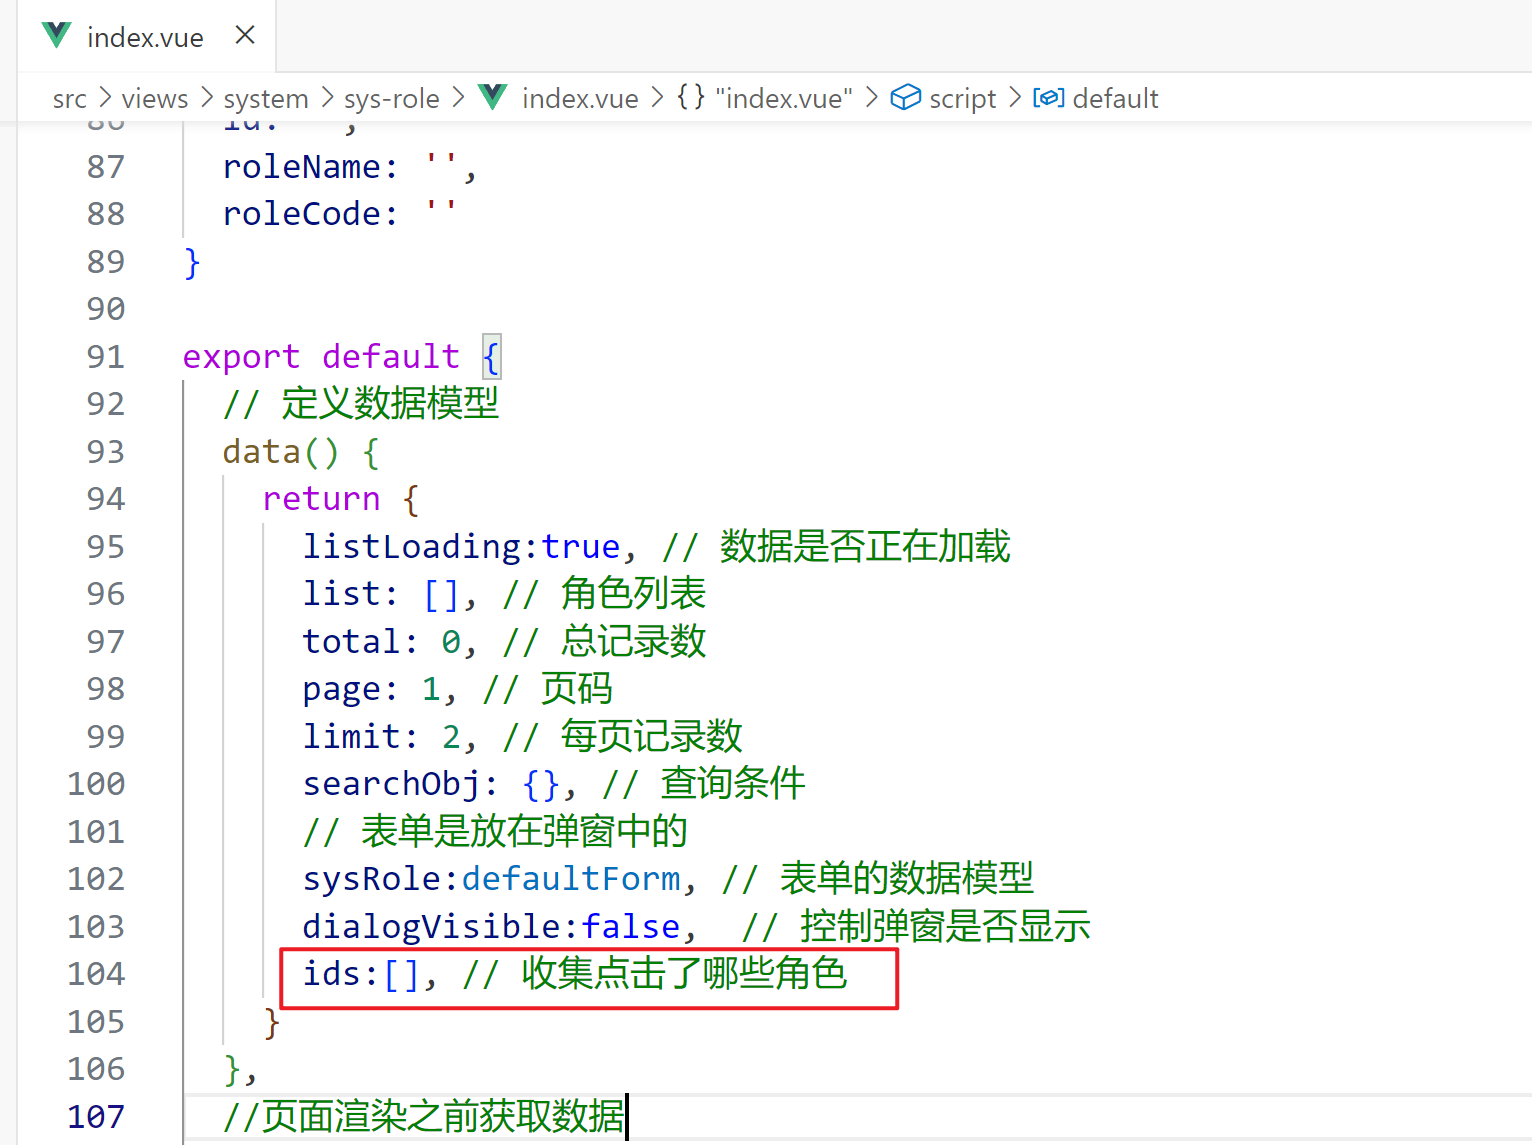 index.vue
src > views > system > sys-role > index.vue > {} "index.vue" > script > default
86 id: '',
87 roleName: '',
88 roleCode: ''
89 }
90
91 export default {
92 // 定义数据模型
93 data() {
94 return {
95 listLoading:true, // 数据是否正在加载
96 list: [], // 角色列表
97 total: 0, // 总记录数
98 page: 1, // 页码
99 limit: 2, // 每页记录数
100 searchObj: {}, // 查询条件
101 // 表单是放在弹窗中的
102 sysRole:defaultForm, // 表单的数据模型
103 dialogVisible:false,  // 控制弹窗是否显示
104 ids:[], // 收集点击了哪些角色
105 }
106 },
107 //页面渲染之前获取数据